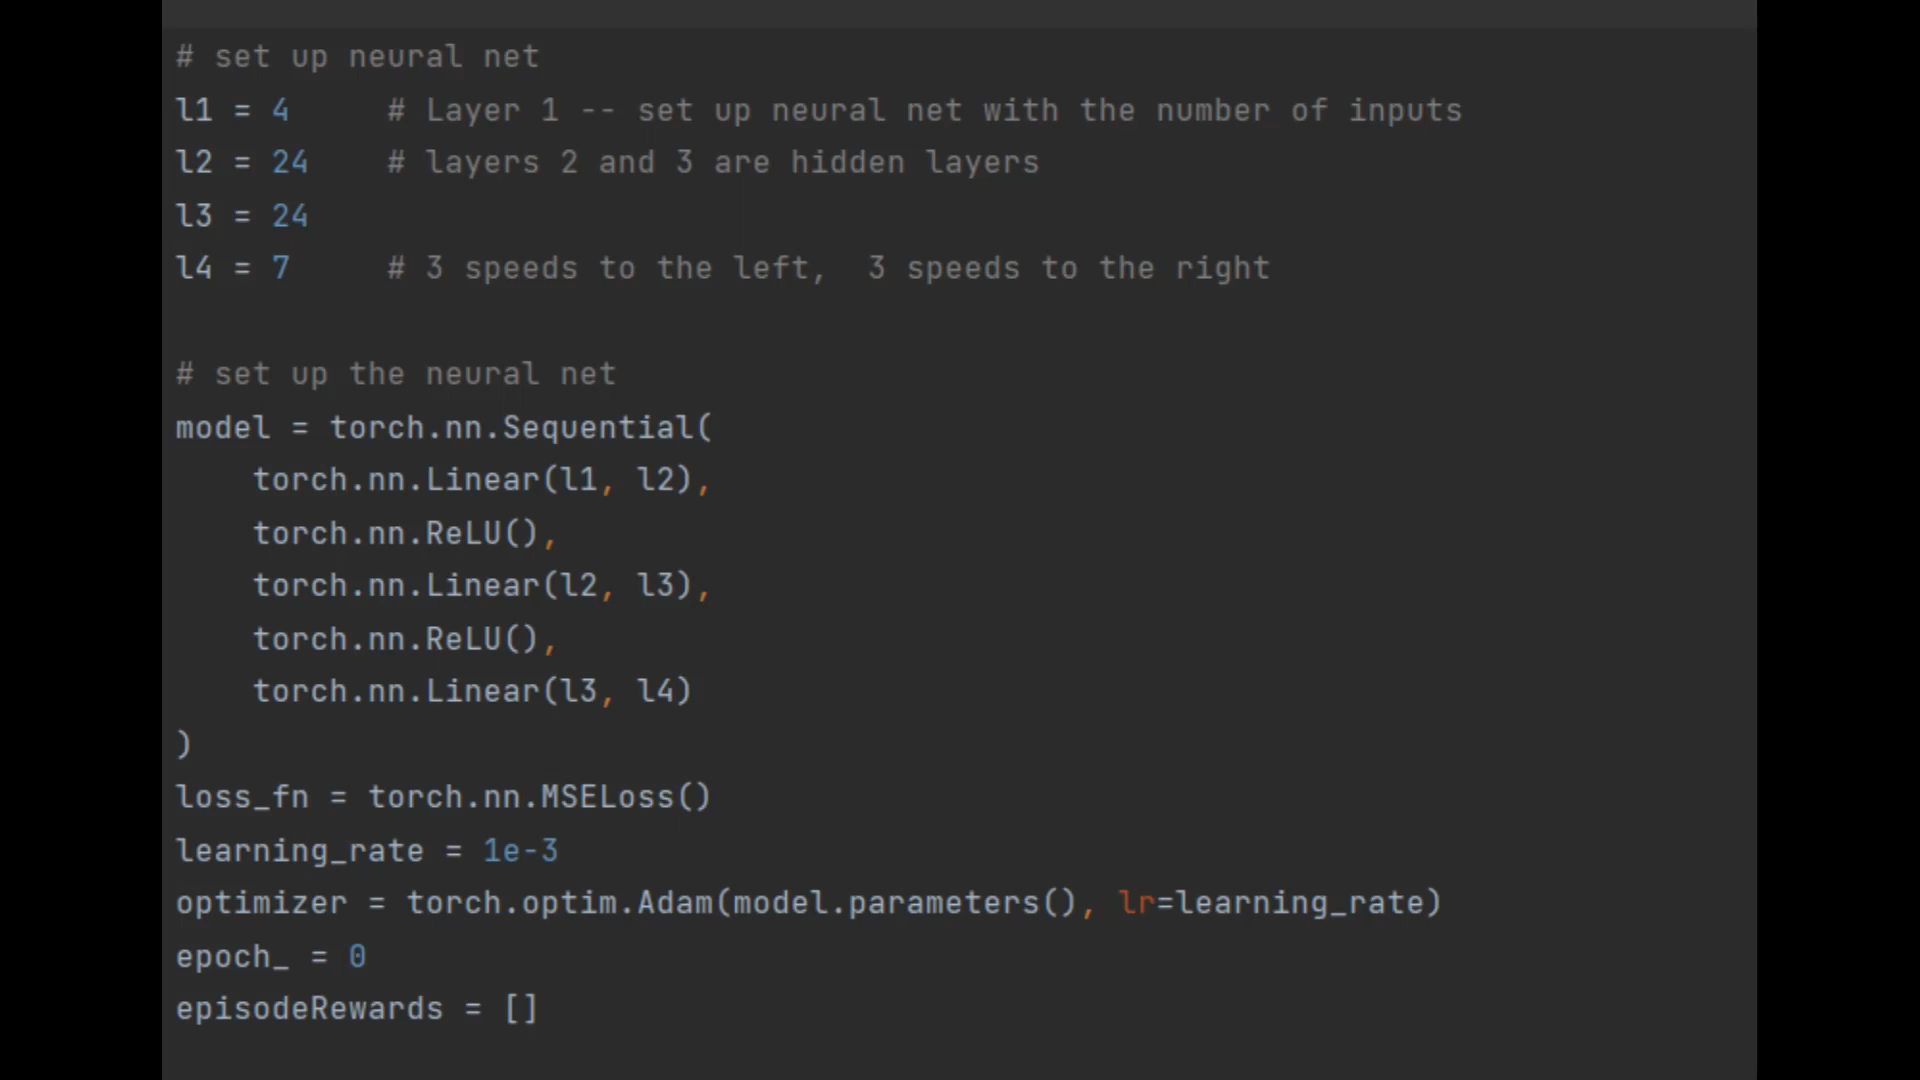 # set up neural net
l1 = 4     # Layer 1 -- set up neural net with the number of inputs
l2 = 24    # layers 2 and 3 are hidden layers
l3 = 24
l4 = 7     # 3 speeds to the left,  3 speeds to the right

# set up the neural net
model = torch.nn.Sequential(
    torch.nn.Linear(l1, l2),
    torch.nn.ReLU(),
    torch.nn.Linear(l2, l3),
    torch.nn.ReLU(),
    torch.nn.Linear(l3, l4)
)
loss_fn = torch.nn.MSELoss()
learning_rate = 1e-3
optimizer = torch.optim.Adam(model.parameters(), lr=learning_rate)
epoch_ = 0
episodeRewards = []